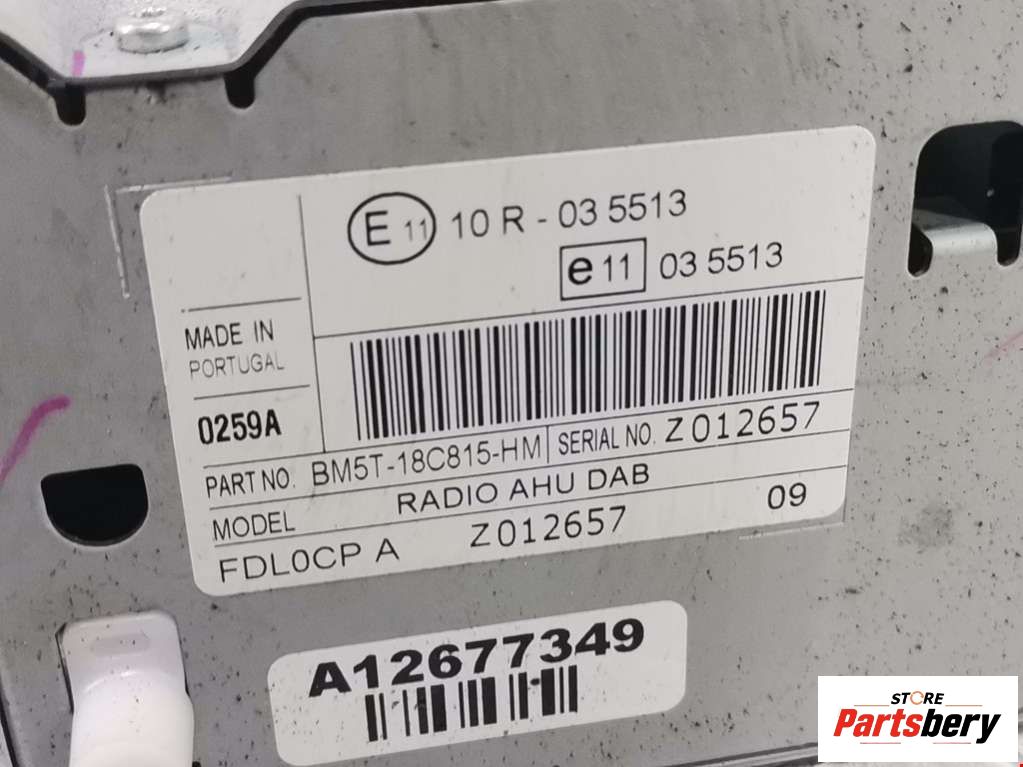 E 11 10 R - 03 5513
e 11 03 5513
MADE IN
PORTUGAL
0259A
PART NO. BM5T-18C815-HM SERIAL NO. Z012657
MODEL RADIO AHU DAB
FDL0CP A Z012657 09
A12677349
STORE
Partsbery